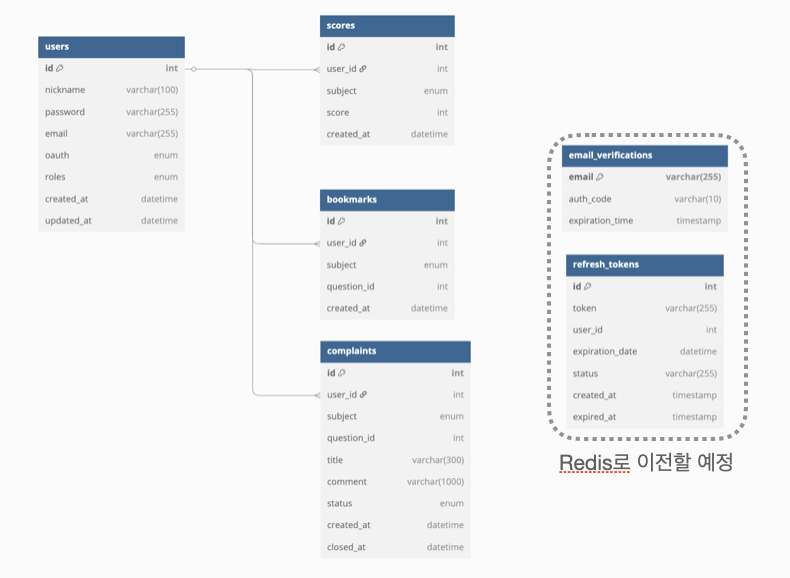 users
id int
nickname varchar(100)
password varchar(255)
email varchar(255)
oauth enum
roles enum
created_at datetime
updated_at datetime
scores
id int
user_id int
subject enum
score int
created_at datetime
bookmarks
id int
user_id int
subject enum
question_id int
created_at datetime
complaints
id int
user_id int
subject enum
question_id int
title varchar(300)
comment varchar(1000)
status enum
created_at datetime
closed_at datetime
email_verifications
email varchar(255)
auth_code varchar(10)
expiration_time timestamp
refresh_tokens
id int
token varchar(255)
user_id int
expiration_date datetime
status varchar(255)
created_at timestamp
expired_at timestamp
Redis로 이전할 예정